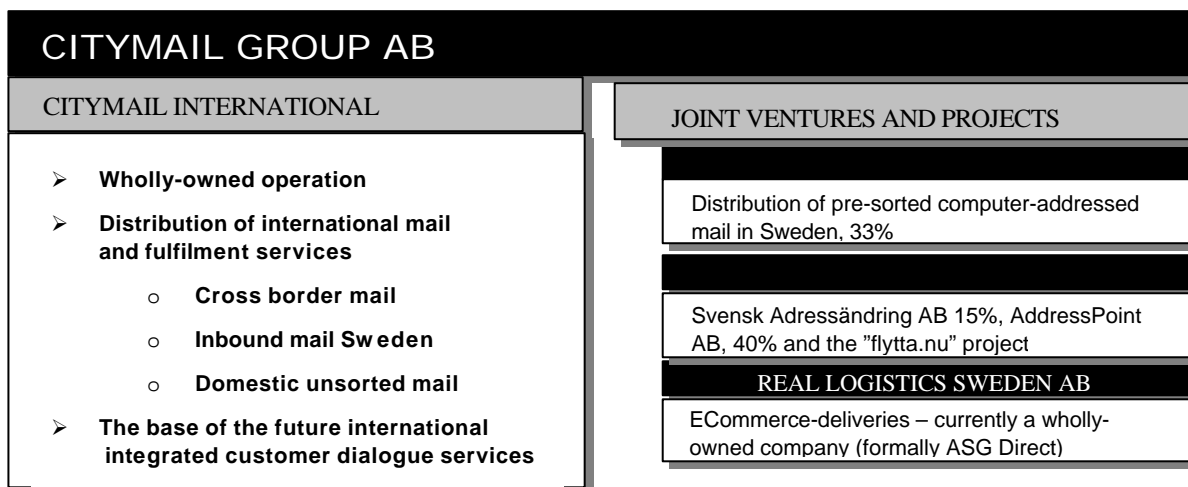 CITYMAIL GROUP AB
CITYMAIL INTERNATIONAL
➢ Wholly-owned operation
➢ Distribution of international mail
and fulfilment services
o Cross border mail
o Inbound mail Sweden
o Domestic unsorted mail
➢ The base of the future international
integrated customer dialogue services
JOINT VENTURES AND PROJECTS
Distribution of pre-sorted computer-addressed
mail in Sweden, 33%
Svensk Adressändring AB 15%, AddressPoint
AB, 40% and the ”flytta.nu” project
REAL LOGISTICS SWEDEN AB
ECommerce-deliveries – currently a wholly-
owned company (formally ASG Direct)